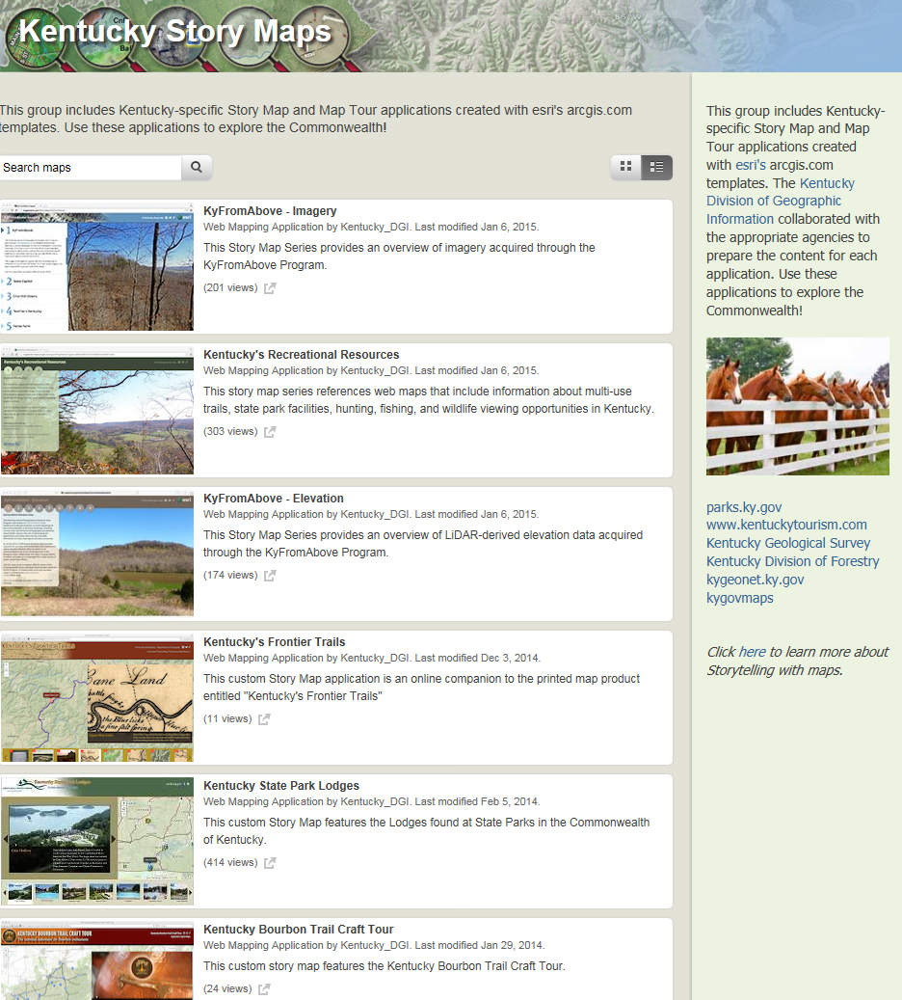 Kentucky Story Maps
This group includes Kentucky-specific Story Map and Map Tour applications created with esri's arcgis.com
templates. Use these applications to explore the Commonwealth!
Search maps
KyFromAbove - Imagery
Web Mapping Application by Kentucky_DGI. Last modified Jan 6, 2015.
This Story Map Series provides an overview of imagery acquired through the
KyFromAbove Program.
(201 views)
Kentucky's Recreational Resources
Kentucky's Recreational Resources
Web Mapping Application by Kentucky_DGI. Last modified Jan 6, 2015.
This story map series references web maps that include information about multi-use
trails, state park facilities, hunting, fishing, and wildlife viewing opportunities in Kentucky.
(303 views)
KyFromAbove - Elevation
esri
KyFromAbove - Elevation
Web Mapping Application by Kentucky_DGI. Last modified Jan 6, 2015.
This Story Map Series provides an overview of LiDAR-derived elevation data acquired
through the KyFromAbove Program.
(174 views)
Kentucky's Frontier Trails
Web Mapping Application by Kentucky_DGI. Last modified Dec 3, 2014.
This custom Story Map application is an online companion to the printed map product
entitled "Kentucky's Frontier Trails"
(11 views)
Kentucky State Park Lodges
Web Mapping Application by Kentucky_DGI. Last modified Feb 5, 2014.
This custom Story Map features the Lodges found at State Parks in the Commonwealth
of Kentucky.
(414 views)
KENTUCKY BOURBON TRAIL CRAFT TOUR
Kentucky Bourbon Trail Craft Tour
Web Mapping Application by Kentucky_DGI. Last modified Jan 29, 2014.
This custom story map features the Kentucky Bourbon Trail Craft Tour.
(24 views)
This group includes Kentucky-
specific Story Map and Map
Tour applications created
with esri's arcgis.com
templates. The Kentucky
Division of Geographic
Information collaborated with
the appropriate agencies to
prepare the content for each
application. Use these
applications to explore the
Commonwealth!
parks.ky.gov
www.kentuckytourism.com
Kentucky Geological Survey
Kentucky Division of Forestry
kygeonet.ky.gov
kygovmaps
Click here to learn more about
Storytelling with maps.